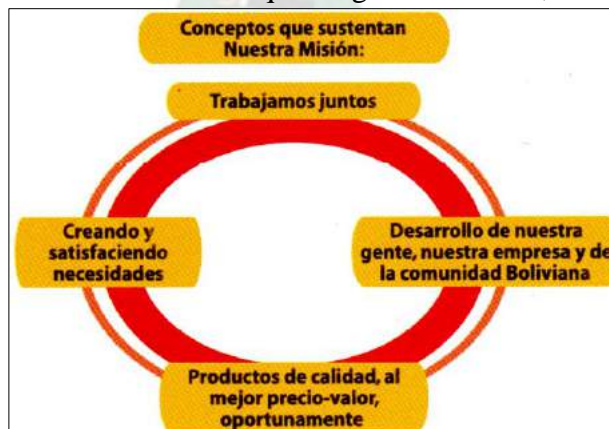 Conceptos que sustentan
Nuestra Misión:
Trabajamos juntos
Creando y
satisfaciendo
necesidades
Desarrollo de nuestra
gente, nuestra empresa y de
la comunidad Boliviana
Productos de calidad, al
mejor precio-valor,
oportunamente